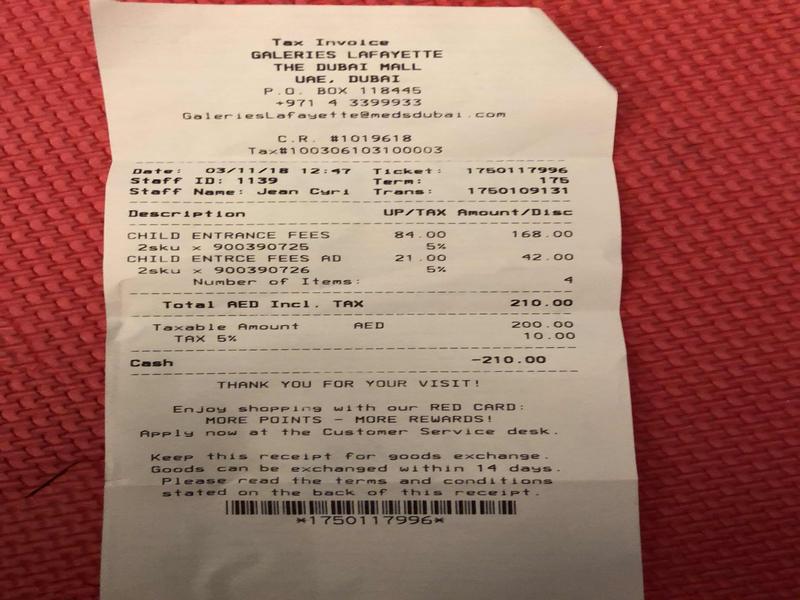 Tax Invoice
GALERIES LAFAYETTE
THE DUBAI MALL
UAE, DUBAI
P.O. BOX 118445
+971 4 3399933
GaleriesLafayette@medsdubai.com
C.R. #1019618
Tax#100306103100003
Date: 03/11/18 12:47 Ticket: 1750117996
Staff ID: 1139 Term: 175
Staff Name: Jean Cyri Trans: 1750109131
Description UP/TAX Amount/Disc
CHILD ENTRANCE FEES 84.00 168.00
2sku x 900390725 5%
CHILD ENTRCE FEES AD 21.00 42.00
2sku x 900390726 5%
Number of Items: 4
Total AED Incl. TAX 210.00
Taxable Amount AED 200.00
TAX 5% 10.00
Cash -210.00
THANK YOU FOR YOUR VISIT!
Enjoy shopping with our RED CARD:
MORE POINTS - MORE REWARDS!
Apply now at the Customer Service desk.
Keep this receipt for goods exchange.
Goods can be exchanged within 14 days.
Please read the terms and conditions
stated on the back of this receipt.
*1750117996*